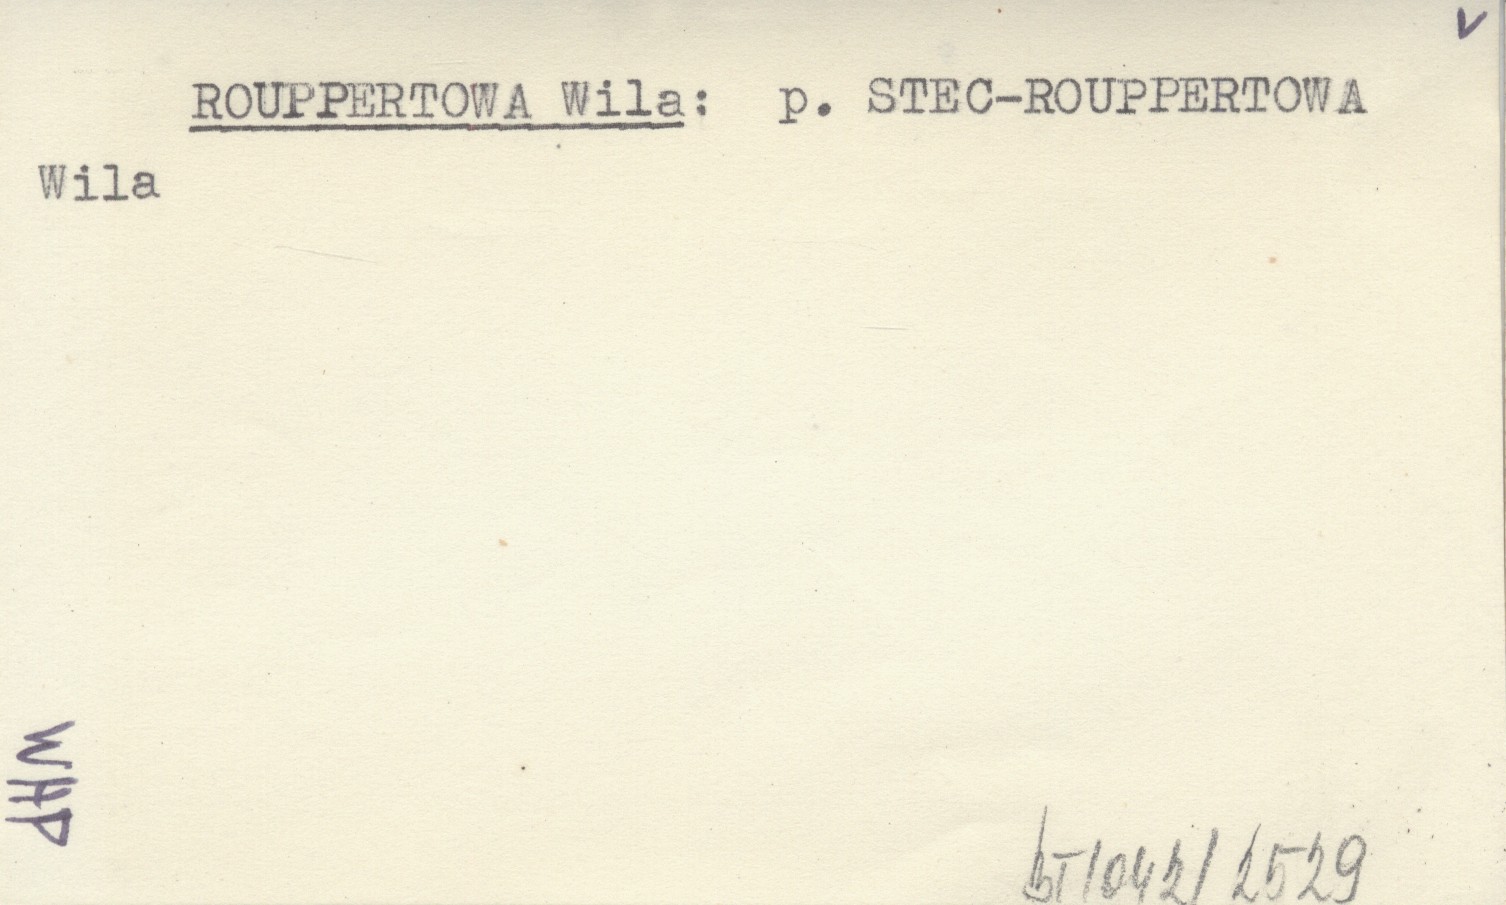 V
ROUPPERTOWA Wila: p. STEC-ROUPPERTOWA
Wila
WHP
BT/042/2529